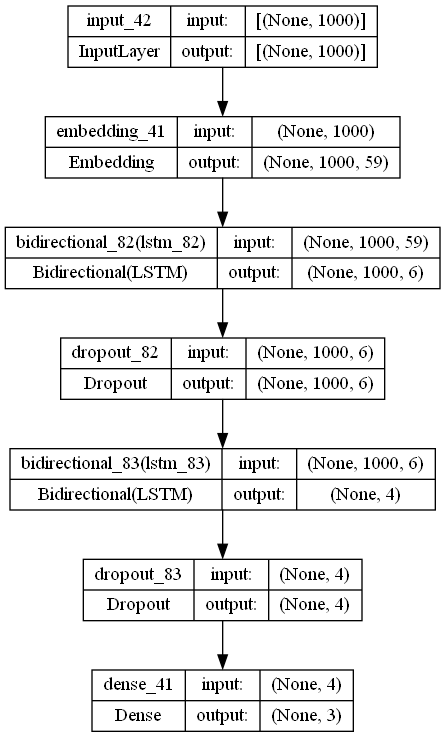 input_42 input: [(None, 1000)]
InputLayer output: [(None, 1000)]
embedding_41 input: (None, 1000)
Embedding output: (None, 1000, 59)
bidirectional_82(lstm_82) input: (None, 1000, 59)
Bidirectional(LSTM) output: (None, 1000, 6)
dropout_82 input: (None, 1000, 6)
Dropout output: (None, 1000, 6)
bidirectional_83(lstm_83) input: (None, 1000, 6)
Bidirectional(LSTM) output: (None, 4)
dropout_83 input: (None, 4)
Dropout output: (None, 4)
dense_41 input: (None, 4)
Dense output: (None, 3)